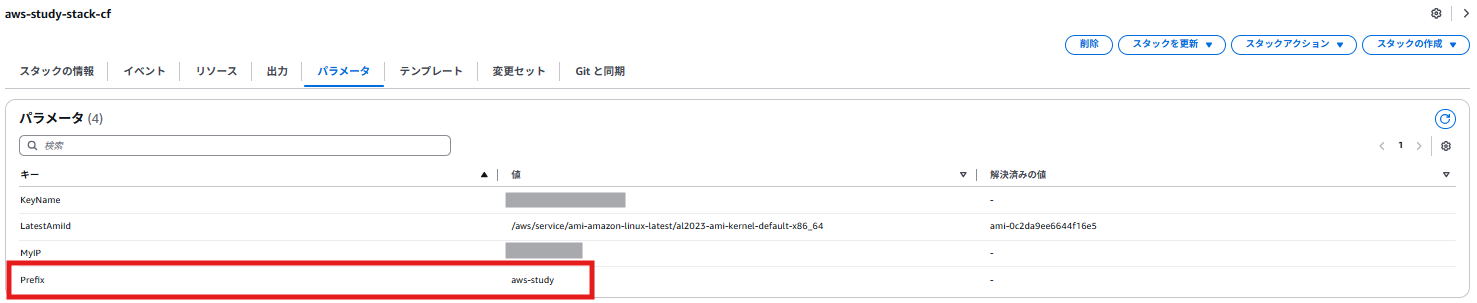 aws-study-stack-cf
削除 スタックを更新 スタックアクション スタックの作成
スタックの情報 イベント リソース 出力 パラメータ テンプレート 変更セット Git と同期
パラメータ (4)
検索
1
キー 値 解決済みの値
KeyName -
LatestAmiId /aws/service/ami-amazon-linux-latest/al2023-ami-kernel-default-x86_64 ami-0c2da9ee6644f16e5
MyIP -
Prefix aws-study -